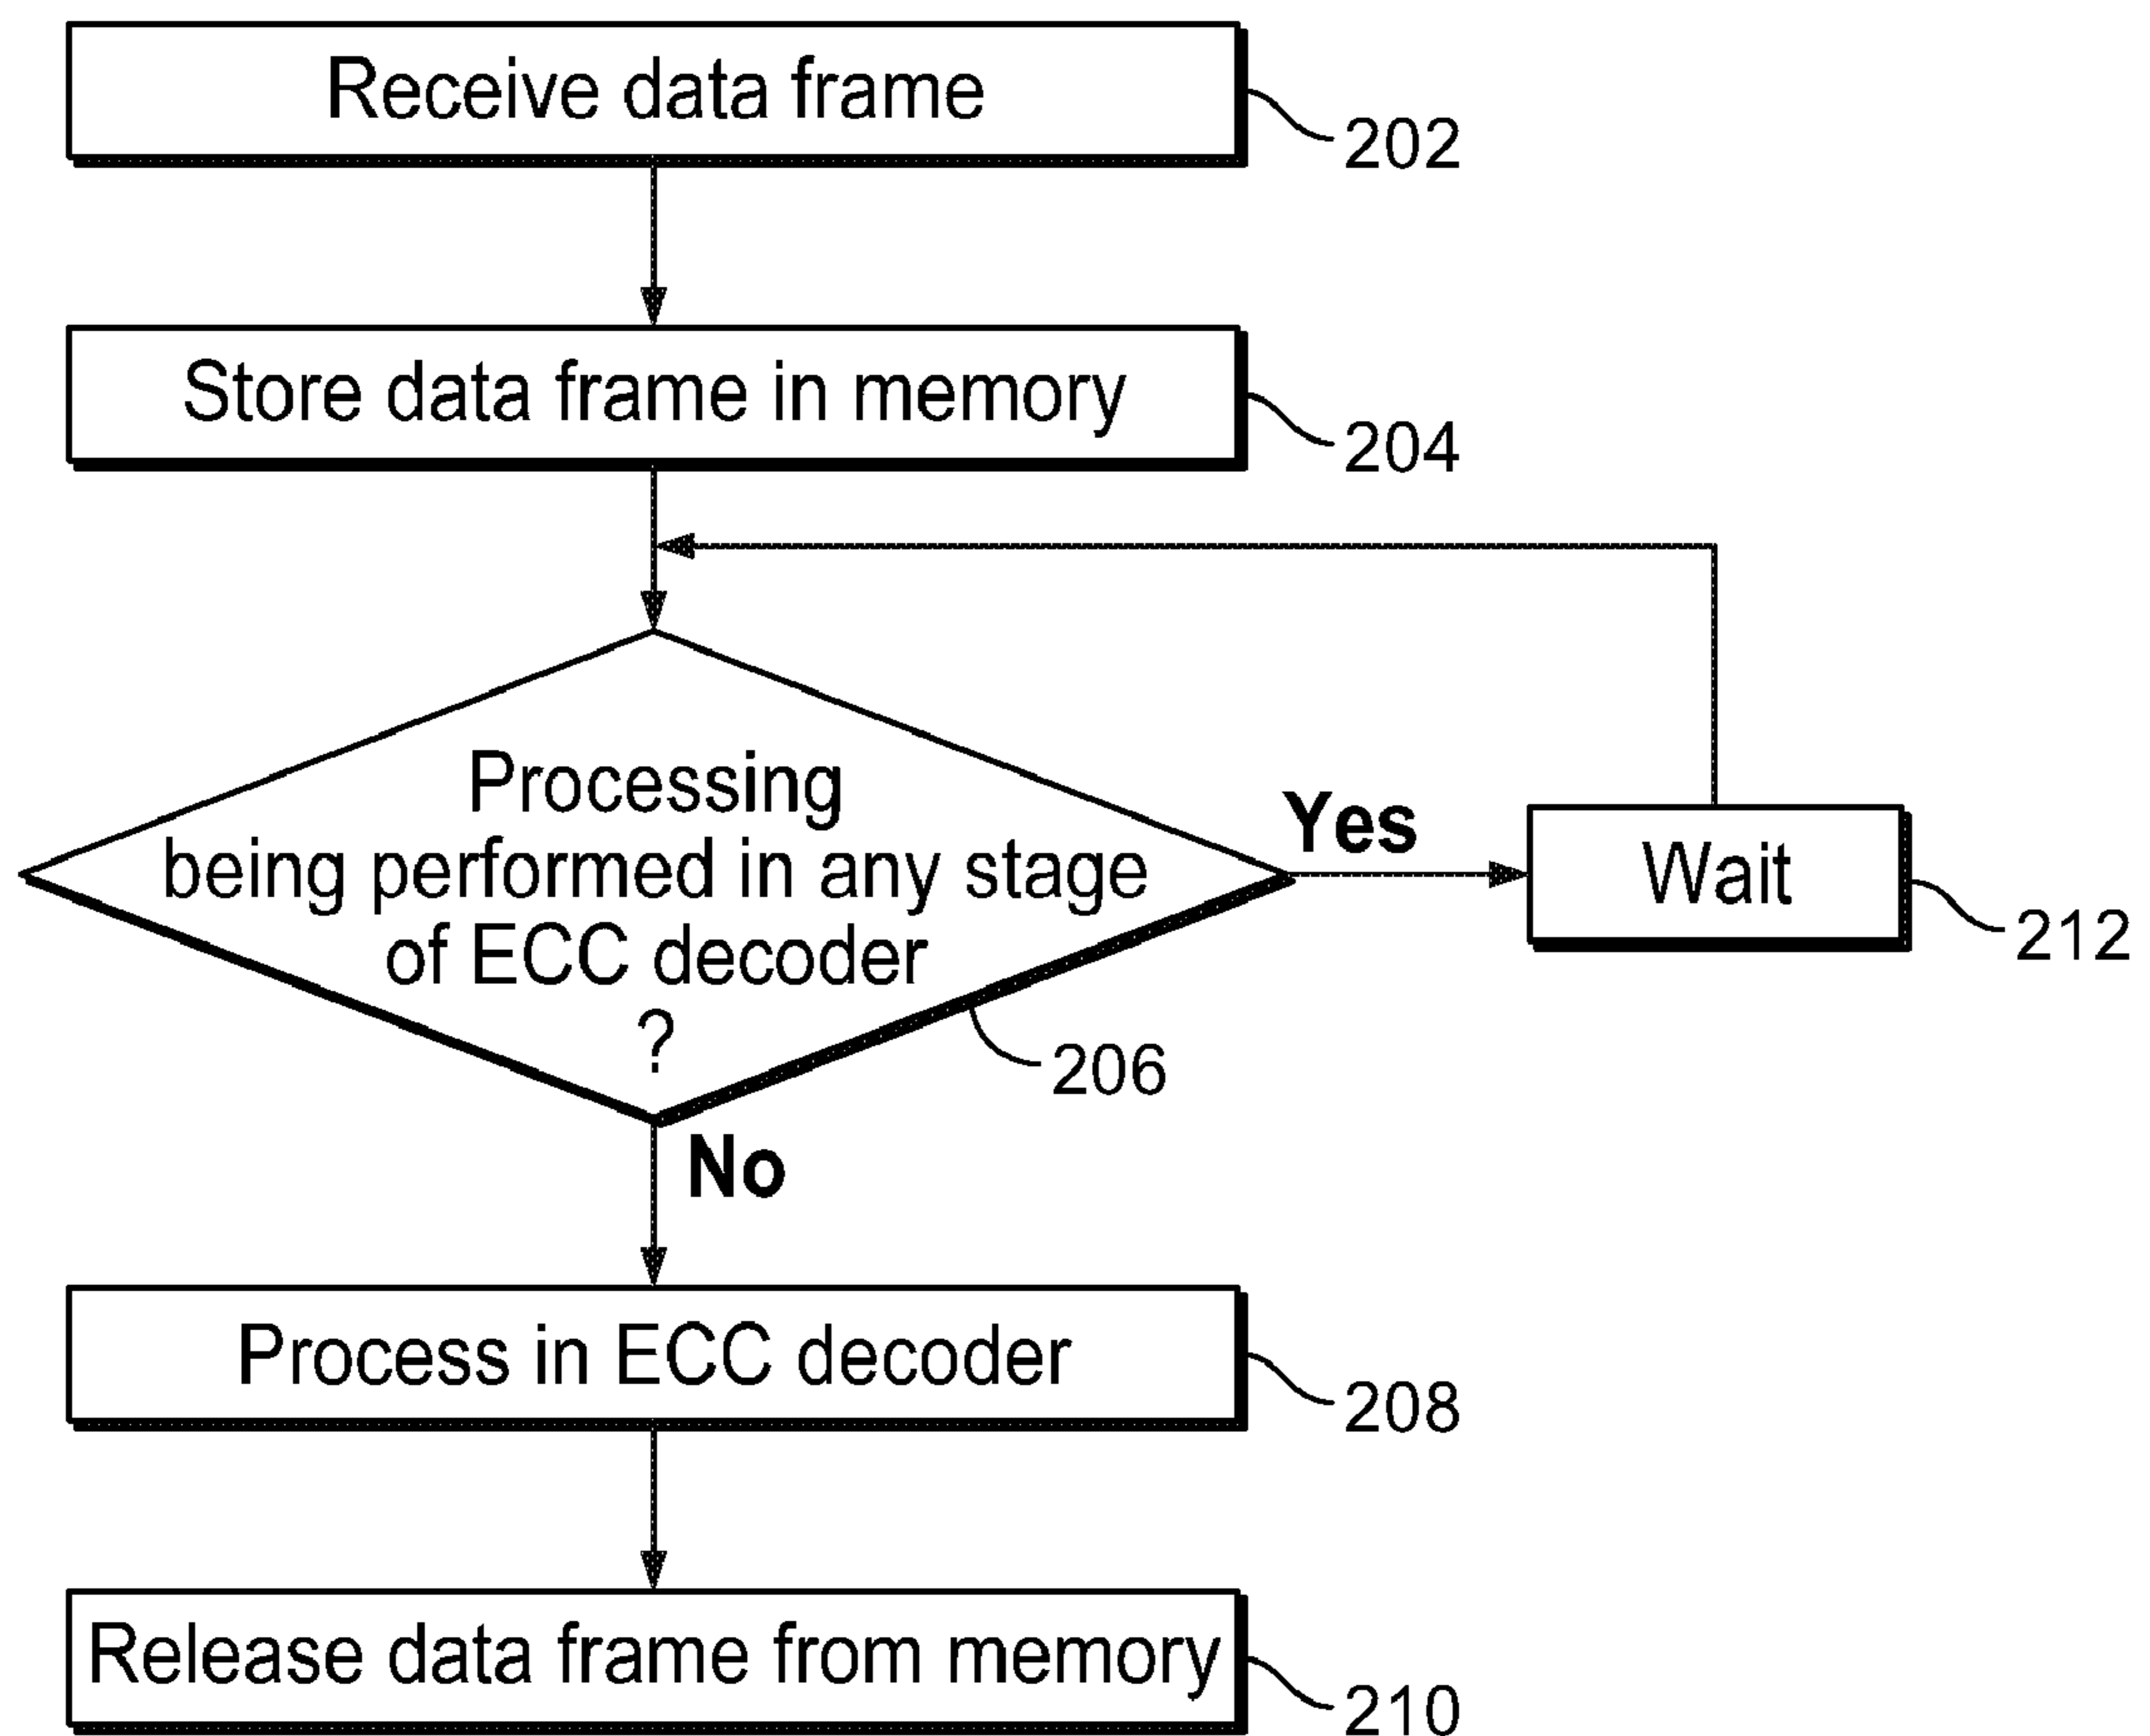 Receive data frame
202
Store data frame in memory
204
Processing
being performed in any stage
of ECC decoder
?
206
Yes
Wait
212
No
Process in ECC decoder
208
Release data frame from memory
210